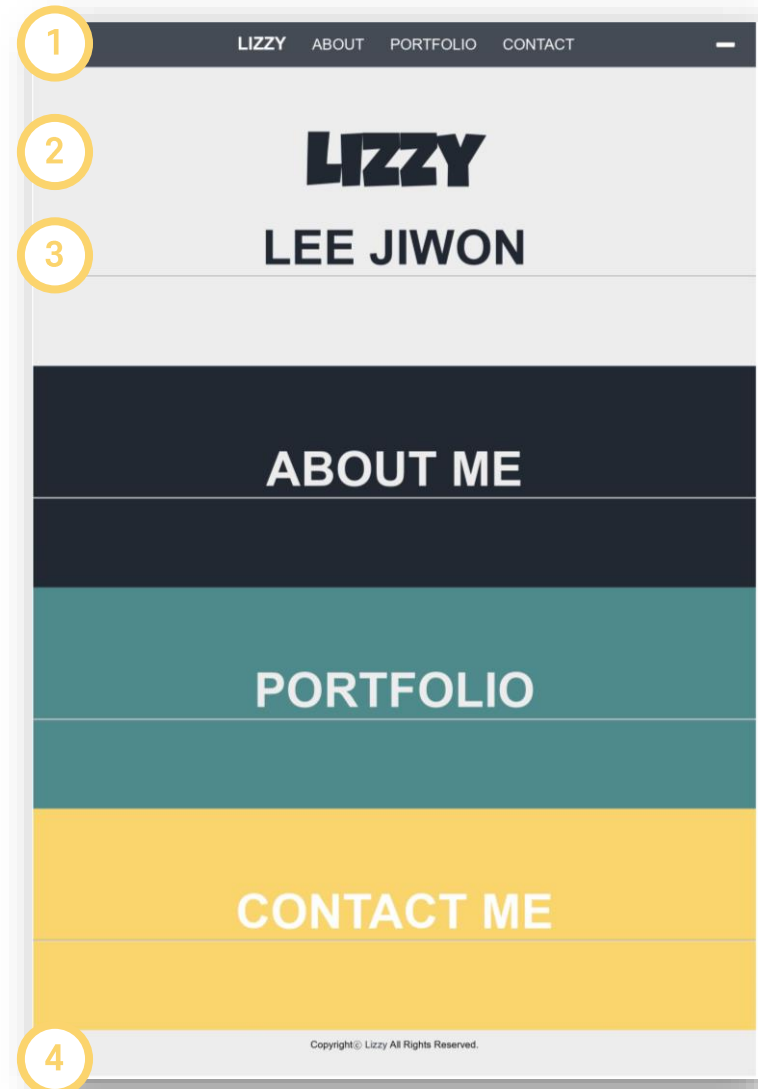 1
LIZZY ABOUT PORTFOLIO CONTACT
2
LIZZY
3
LEE JIWON
ABOUT ME
PORTFOLIO
CONTACT ME
4
Copyrightⓒ Lizzy All Rights Reserved.